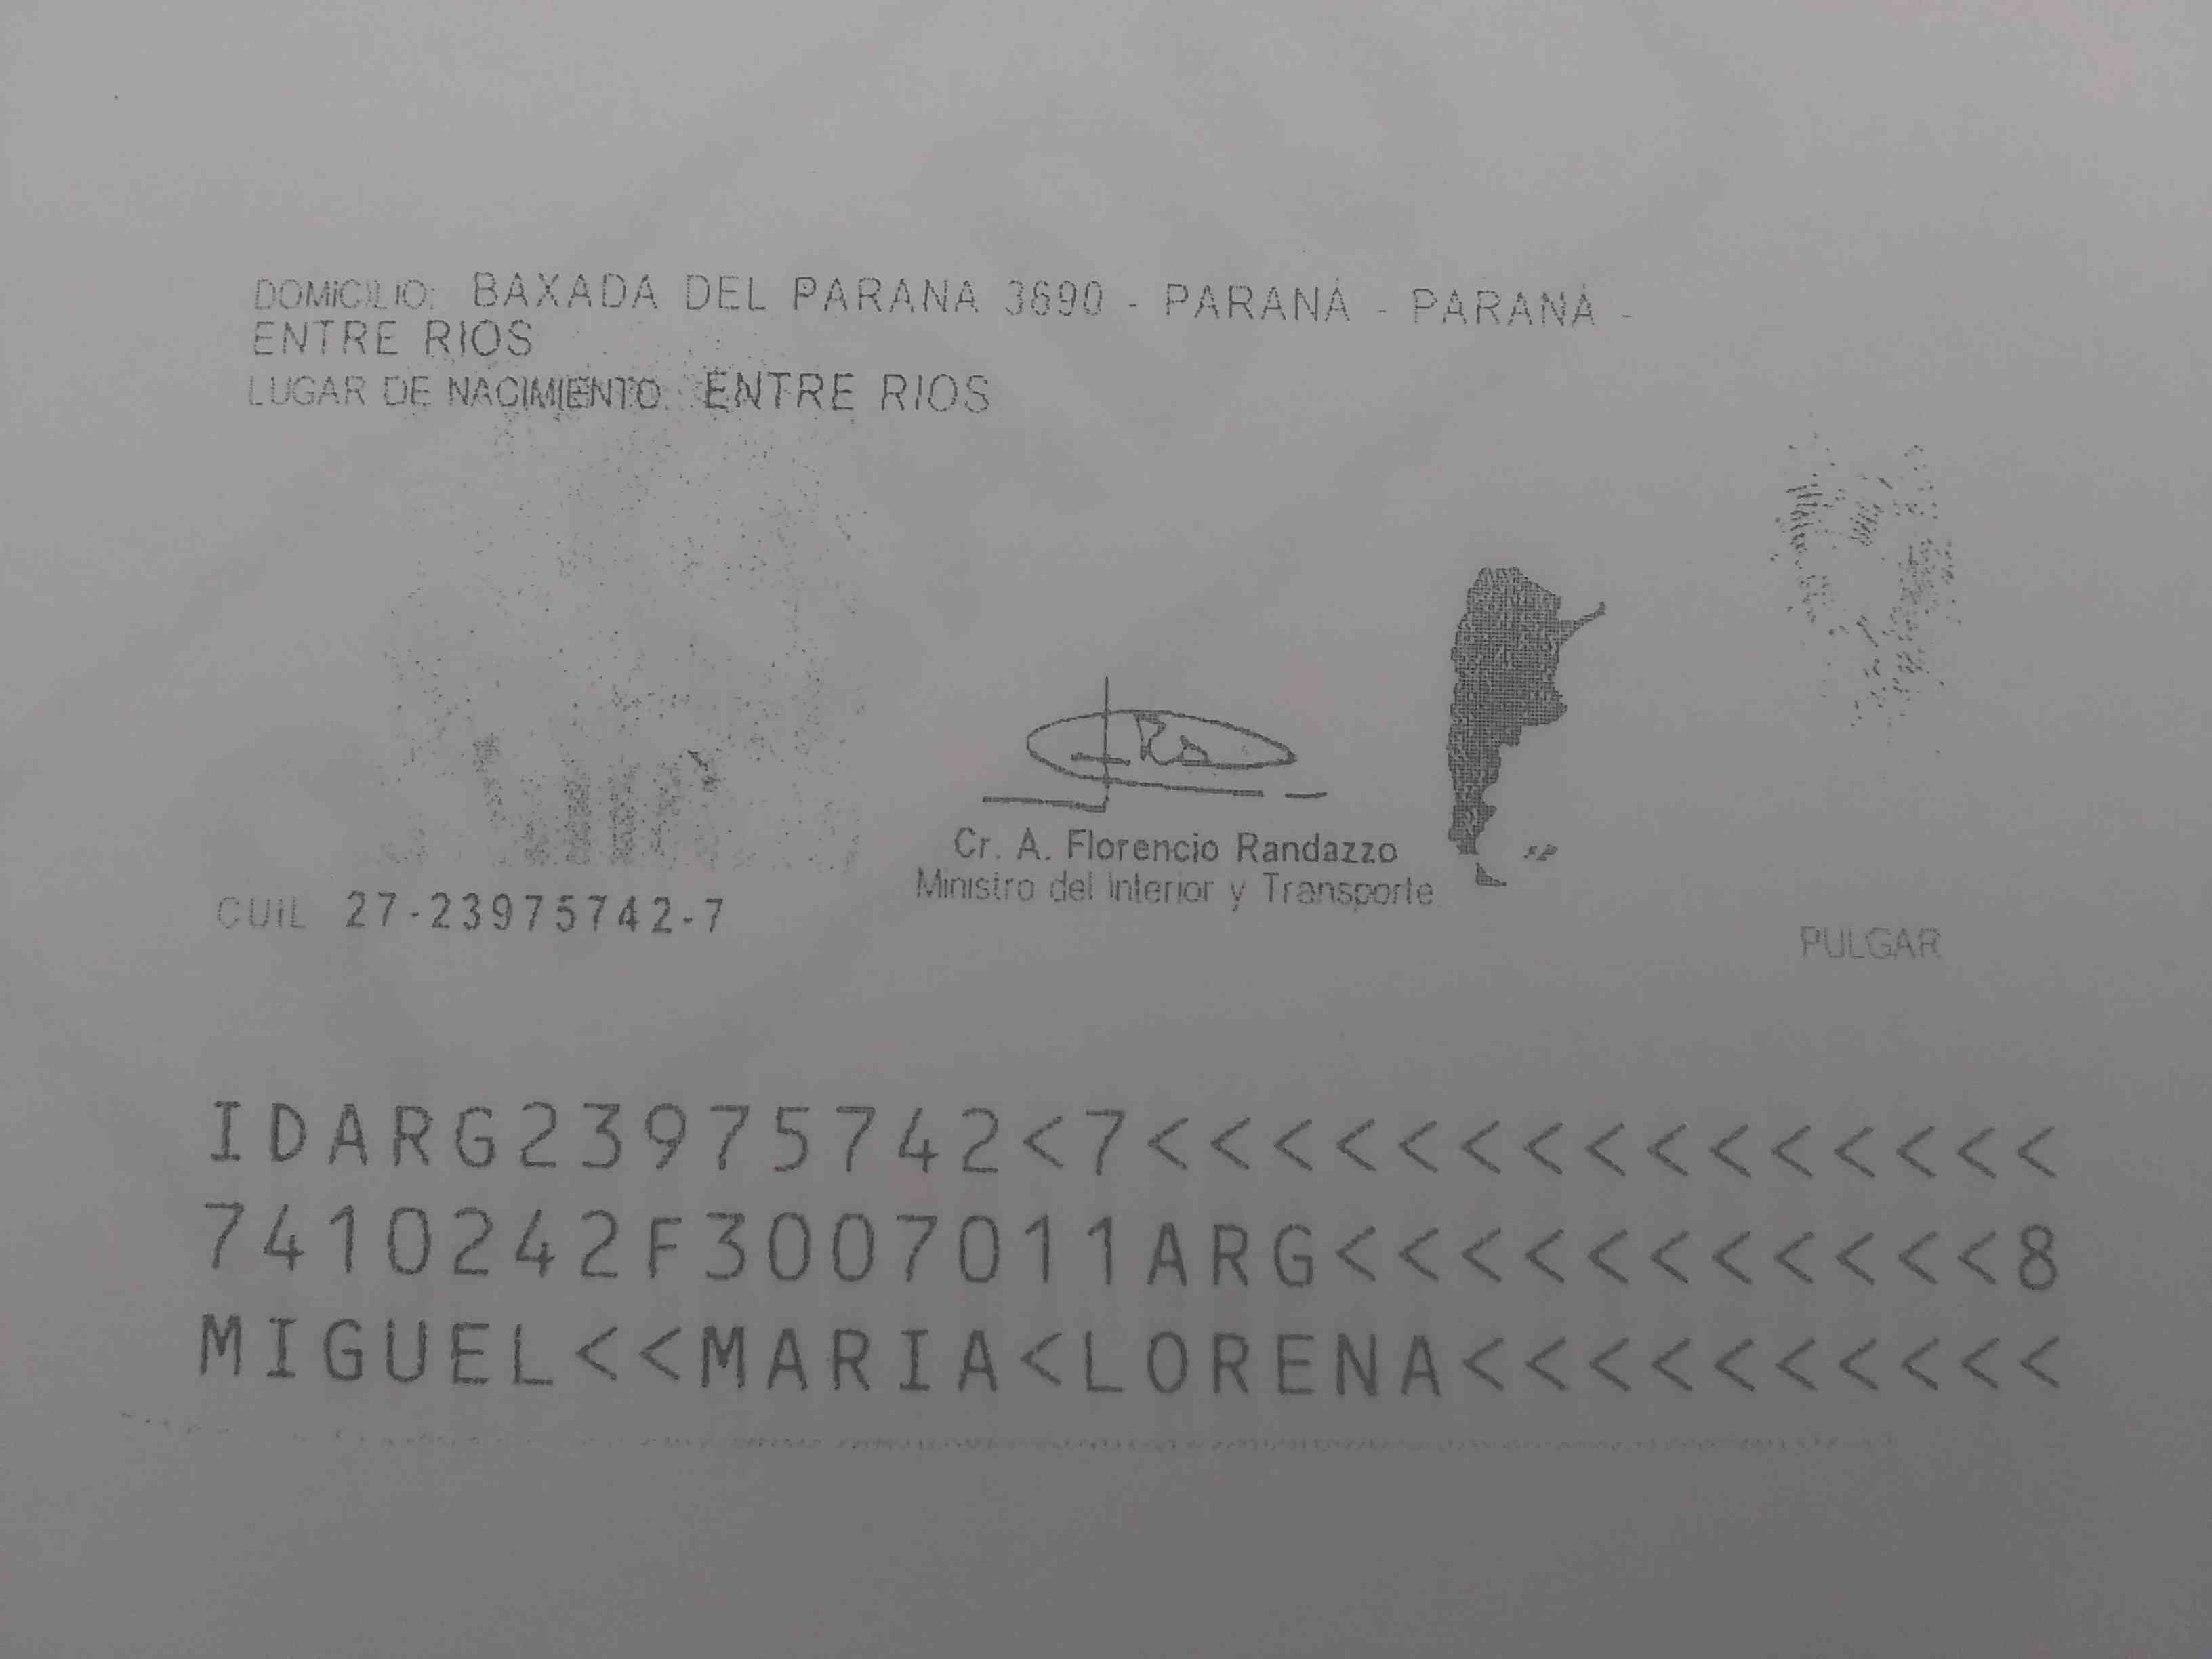 DOMICILIO: BAXADA DEL PARANA 3690 - PARANÁ - PARANÁ -
ENTRE RIOS
LUGAR DE NACIMIENTO: ENTRE RIOS
Cr. A. Florencio Randazzo
Ministro del Interior y Transporte
CUIL 27-23975742-7
PULGAR
IDARG23975742<7<<<<<<<<<<<<<<<
7410242F3007011ARG<<<<<<<<<<<8
MIGUEL<<MARIA<LORENA<<<<<<<<<<